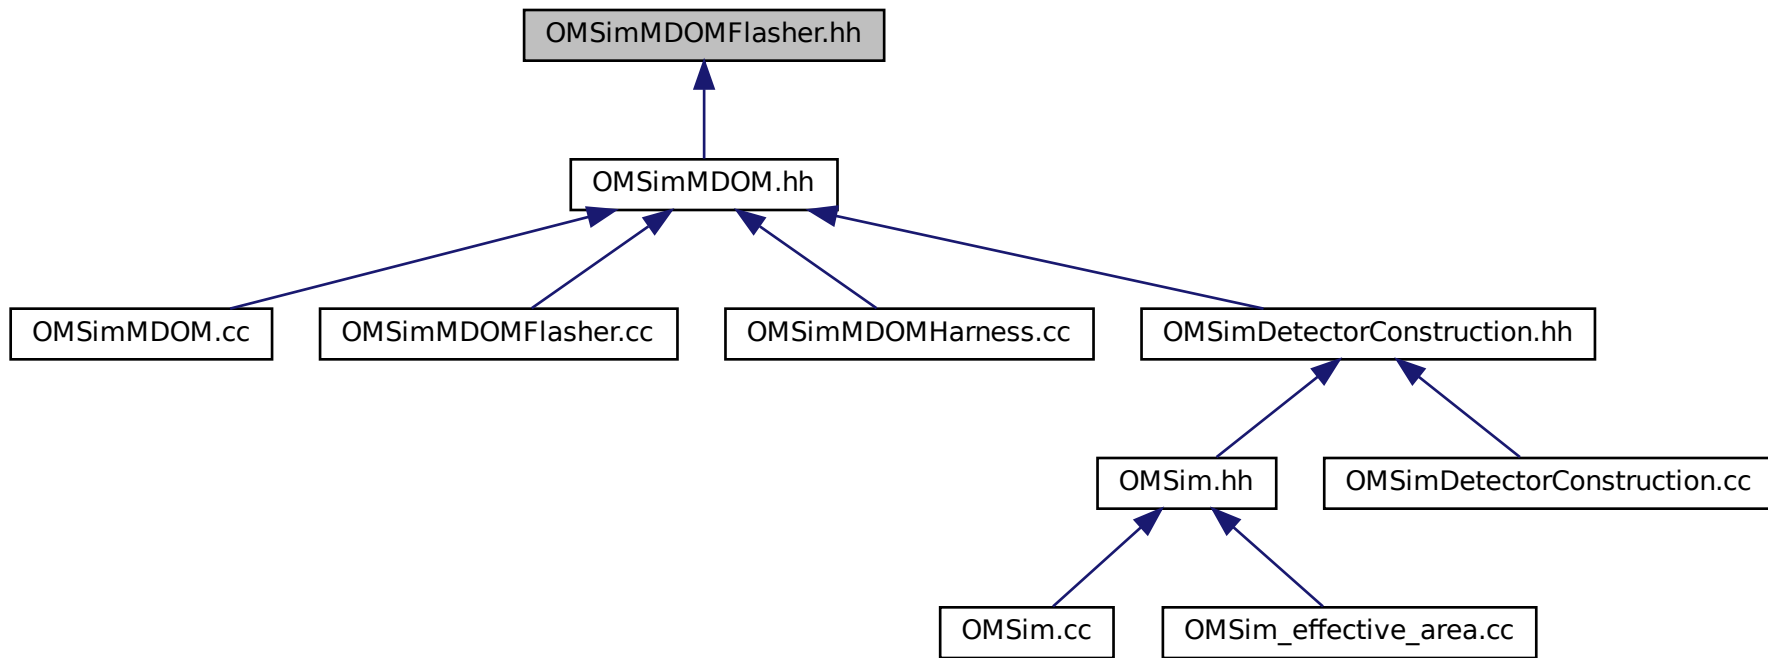 OMSimMDOMFlasher.hh
OMSimMDOM.hh
OMSimMDOM.cc
OMSimMDOMFlasher.cc
OMSimMDOMHarness.cc
OMSimDetectorConstruction.hh
OMSim.hh
OMSimDetectorConstruction.cc
OMSim.cc
OMSim_effective_area.cc